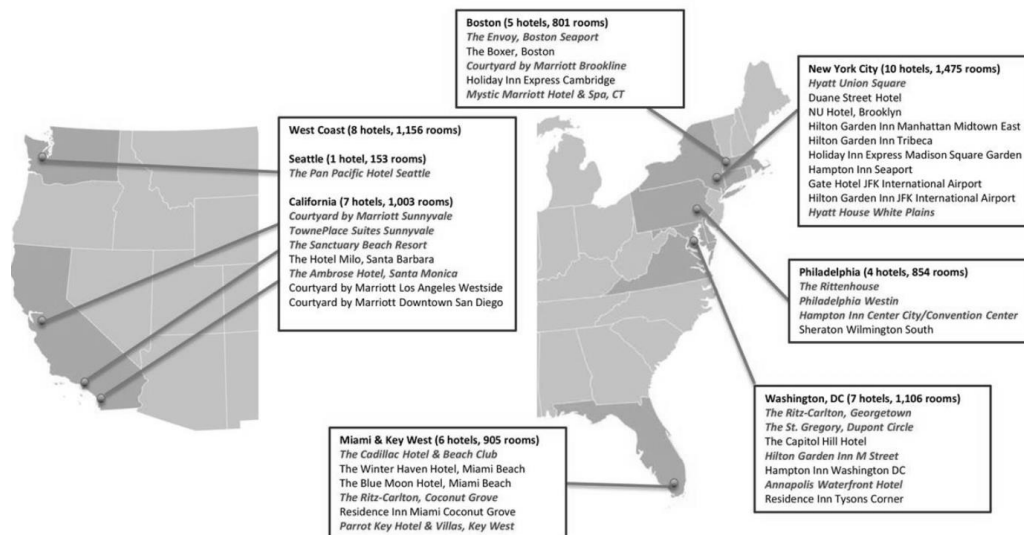 West Coast (8 hotels, 1,156 rooms)
Seattle (1 hotel, 153 rooms)
The Pan Pacific Hotel Seattle
California (7 hotels, 1,003 rooms)
Courtyard by Marriott Sunnyvale
TownePlace Suites Sunnyvale
The Sanctuary Beach Resort
The Hotel Milo, Santa Barbara
The Ambrose Hotel, Santa Monica
Courtyard by Marriott Los Angeles Westside
Courtyard by Marriott Downtown San Diego
Boston (5 hotels, 801 rooms)
The Envoy, Boston Seaport
The Boxer, Boston
Courtyard by Marriott Brookline
Holiday Inn Express Cambridge
Mystic Marriott Hotel & Spa, CT
New York City (10 hotels, 1,475 rooms)
Hyatt Union Square
Duane Street Hotel
NU Hotel, Brooklyn
Hilton Garden Inn Manhattan Midtown East
Hilton Garden Inn Tribeca
Holiday Inn Express Madison Square Garden
Hampton Inn Seaport
Gate Hotel JFK International Airport
Hilton Garden Inn JFK International Airport
Hyatt House White Plains
Philadelphia (4 hotels, 854 rooms)
The Rittenhouse
Philadelphia Westin
Hampton Inn Center City/Convention Center
Sheraton Wilmington South
Washington, DC (7 hotels, 1,106 rooms)
The Ritz-Carlton, Georgetown
The St. Gregory, Dupont Circle
The Capitol Hill Hotel
Hilton Garden Inn M Street
Hampton Inn Washington DC
Annapolis Waterfront Hotel
Residence Inn Tysons Corner
Miami & Key West (6 hotels, 905 rooms)
The Cadillac Hotel & Beach Club
The Winter Haven Hotel, Miami Beach
The Blue Moon Hotel, Miami Beach
The Ritz-Carlton, Coconut Grove
Residence Inn Miami Coconut Grove
Parrot Key Hotel & Villas, Key West